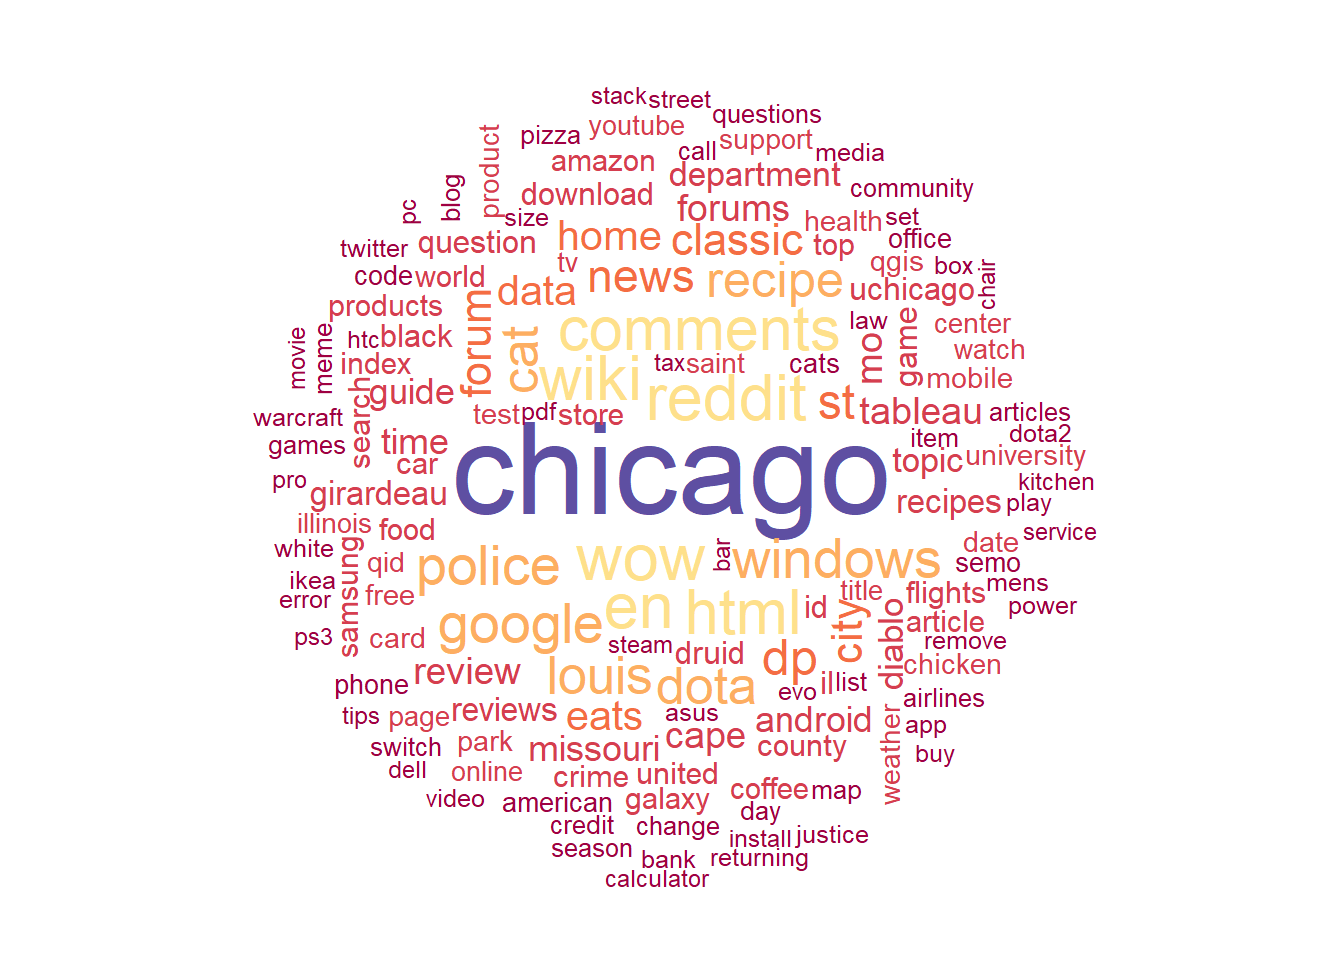 stack street
questions
youtube
pizza
support
product
call
media
amazon
department
community
download
blog
pc
forums
health
set
size
home
classic
top
office
twitter
question
tv
news
recipe
qgis
box
chair
code
world
data
uchicago
products
forum
comments
law
center
movie
meme
htc
black
cat
mo
game
watch
index
wiki
tax
saint
cats
mobile
guide
reddit
st
tableau
articles
search
warcraft
test
pdf
store
item
dota2
games
time
chicago
topic
university
car
pro
girardeau
recipes
kitchen
play
illinois
food
service
white
samsung
qid
police
wow
bar
windows
date
semo
ikea
mens
error
free
en
html
id
title
flights
power
ps3
card
google
steam
druid
city
diablo
article
remove
review
louis
dota
dp
chicken
phone
evo
ill
list
airlines
tips
page
reviews
eats
asus
android
weather
app
switch
park
missouri
cape
county
buy
dell
online
crime
united
video
american
galaxy
coffee
map
credit
change
day
season
install
justice
bank
returning
calculator